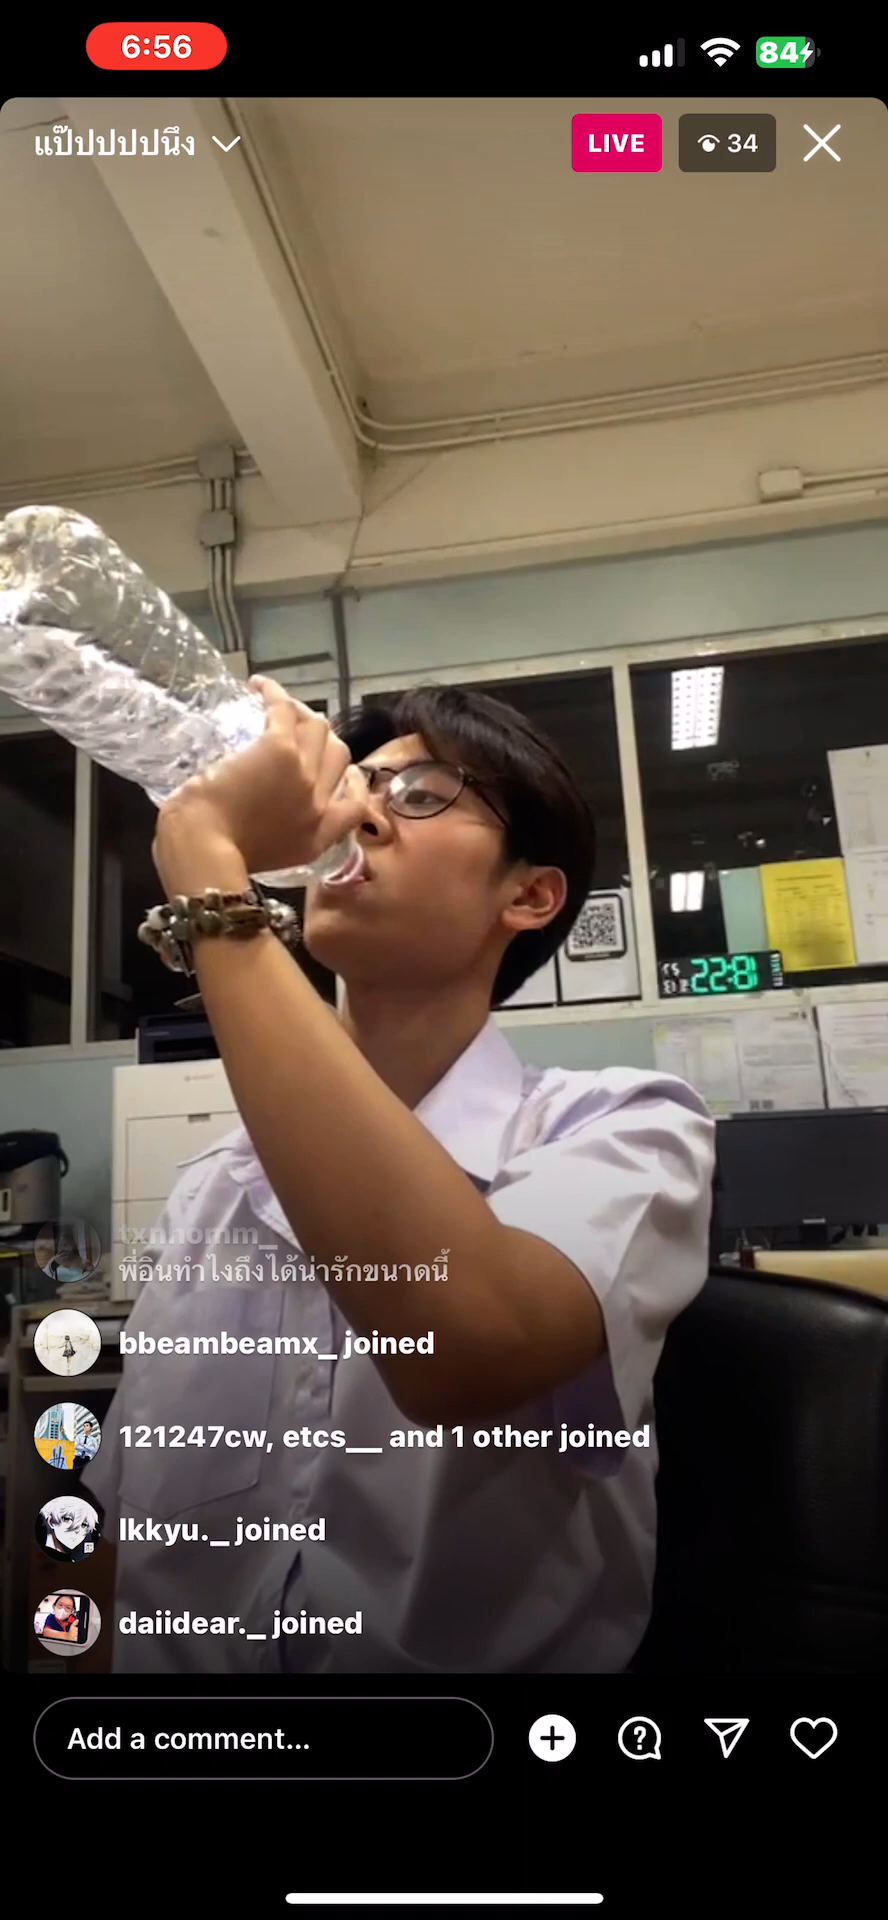 6:56
84
แป๊ปปปปปนึง
LIVE
34
txnhomm_
พี่อินทำไงถึงได้น่ารักขนาดนี้
bbeambeamx_ joined
121247cw, etcs__ and 1 other joined
lkkyu._ joined
daiidear._ joined
Add a comment...